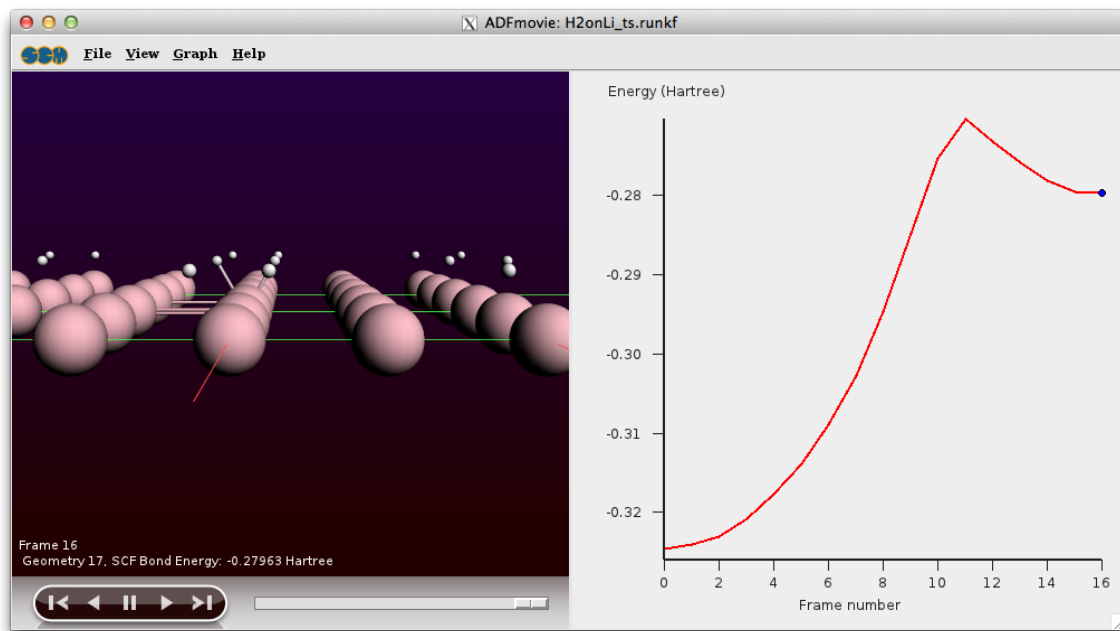 X ADFmovie: H2onLi_ts.runkf
SCM File View Graph Help
Energy (Hartree)
-0.28
-0.29
-0.30
-0.31
-0.32
0 2 4 6 8 10 12 14 16
Frame number
Frame 16
Geometry 17, SCF Bond Energy: -0.27963 Hartree